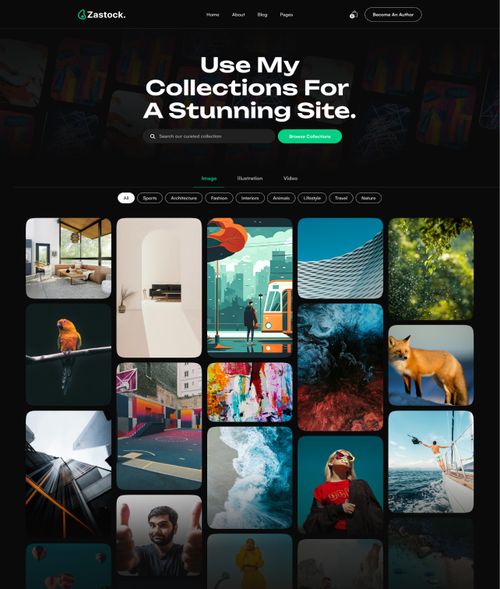 Zastock.
Home About Blog Pages
Become An Author
Use My
Collections For
A Stunning Site.
Search our curated collection
Browse Collections
Image Illustration Video
All Sports Architecture Fashion Interiors Animals Lifestyle Travel Nature